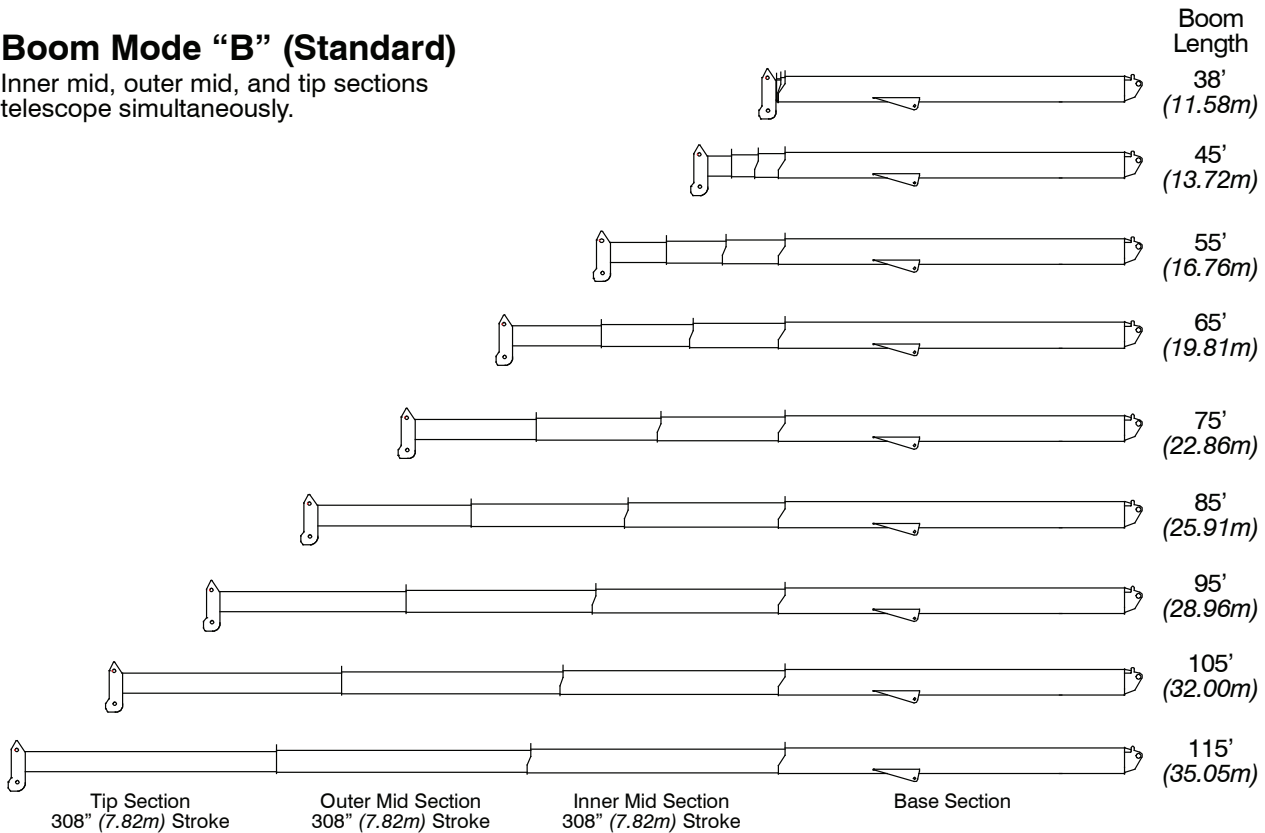 Boom Mode “B” (Standard)
Inner mid, outer mid, and tip sections
telescope simultaneously.
Boom
Length
38’
(11.58m)
45’
(13.72m)
55’
(16.76m)
65’
(19.81m)
75’
(22.86m)
85’
(25.91m)
95’
(28.96m)
105’
(32.00m)
115’
(35.05m)
Tip Section
308” (7.82m) Stroke
Outer Mid Section
308” (7.82m) Stroke
Inner Mid Section
308” (7.82m) Stroke
Base Section